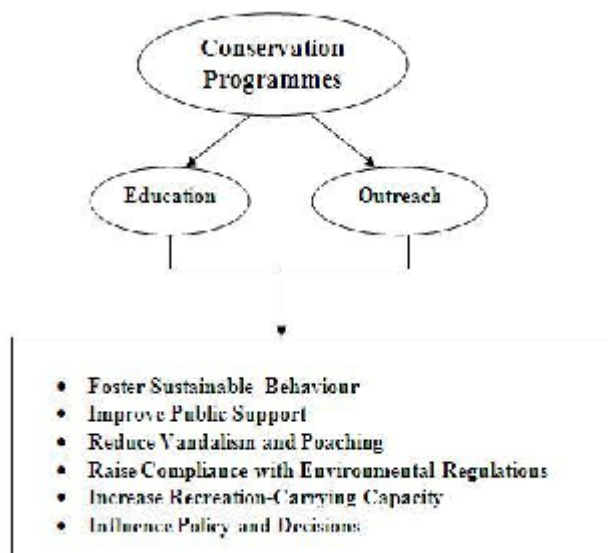 Conservation
Programmes
Education
Outreach
• Foster Sustainable Behaviour
• Improve Public Support
• Reduce Vandalism and Poaching
• Raise Compliance with Environmental Regulations
• Increase Recreation-Carrying Capacity
• Influence Policy and Decisions